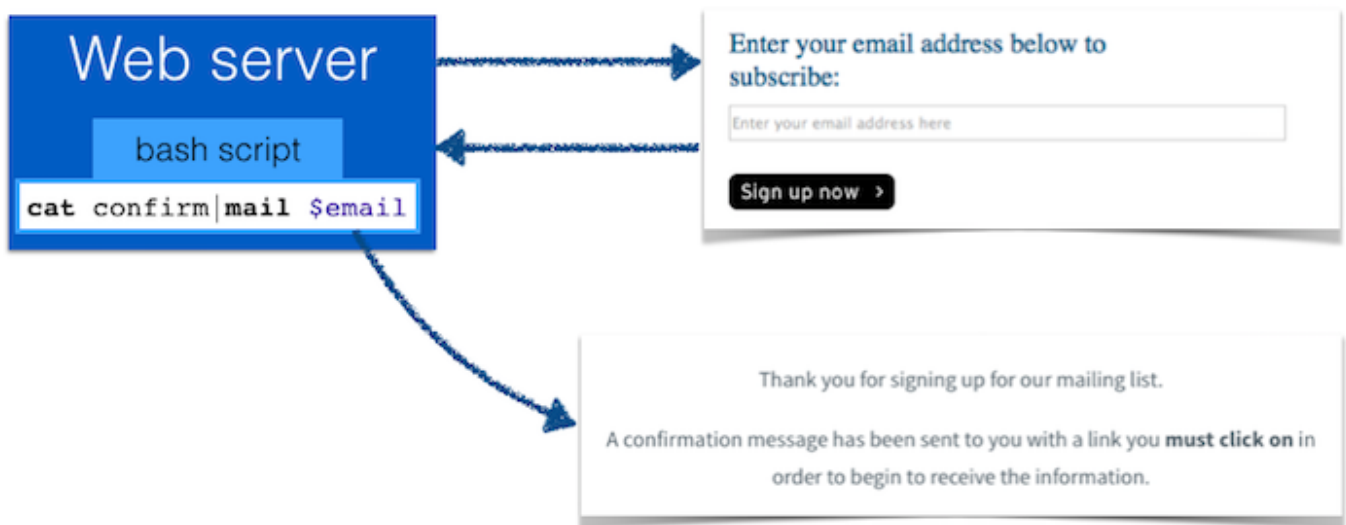 Web server
bash script
cat confirm|mail $email
Enter your email address below to
subscribe:
Enter your email address here
Sign up now >
Thank you for signing up for our mailing list.
A confirmation message has been sent to you with a link you must click on in
order to begin to receive the information.